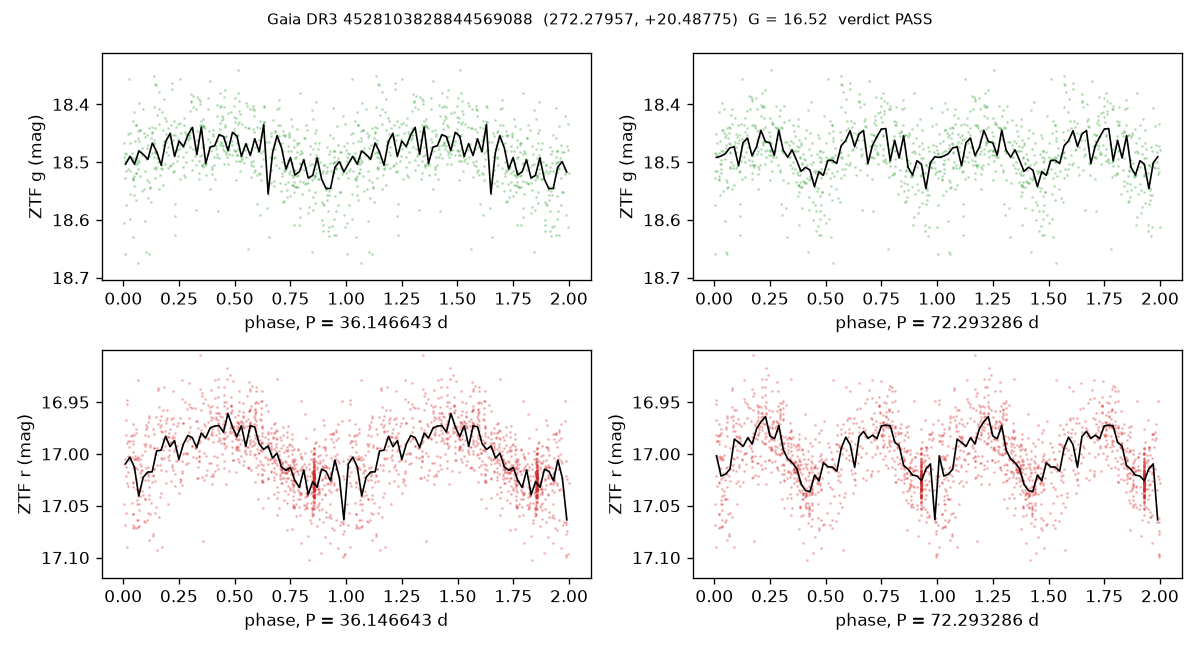 Gaia DR3 4528103828844569088 (272.27957, +20.48775) G = 16.52 verdict PASS
ZTF g (mag)
18.4
18.5
18.6
18.7
0.00 0.25 0.50 0.75 1.00 1.25 1.50 1.75 2.00
phase, P = 36.146643 d
ZTF g (mag)
18.4
18.5
18.6
18.7
0.00 0.25 0.50 0.75 1.00 1.25 1.50 1.75 2.00
phase, P = 72.293286 d
ZTF r (mag)
16.95
17.00
17.05
17.10
0.00 0.25 0.50 0.75 1.00 1.25 1.50 1.75 2.00
phase, P = 36.146643 d
ZTF r (mag)
16.95
17.00
17.05
17.10
0.00 0.25 0.50 0.75 1.00 1.25 1.50 1.75 2.00
phase, P = 72.293286 d